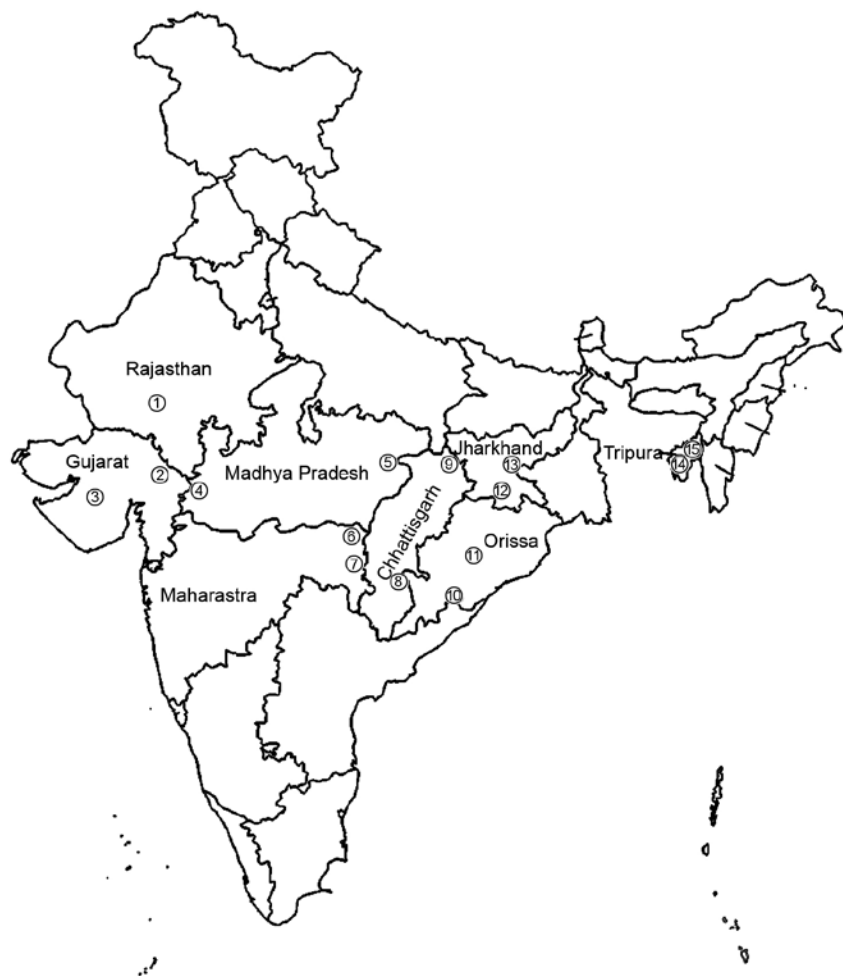 Rajasthan
①
Gujarat
②
③
Madhya Pradesh
④
⑤
Jharkhand
⑨
⑬
⑫
Tripura
⑭
⑮
⑥
⑦
Chhattisgarh
⑧
Orissa
⑪
⑩
Maharastra